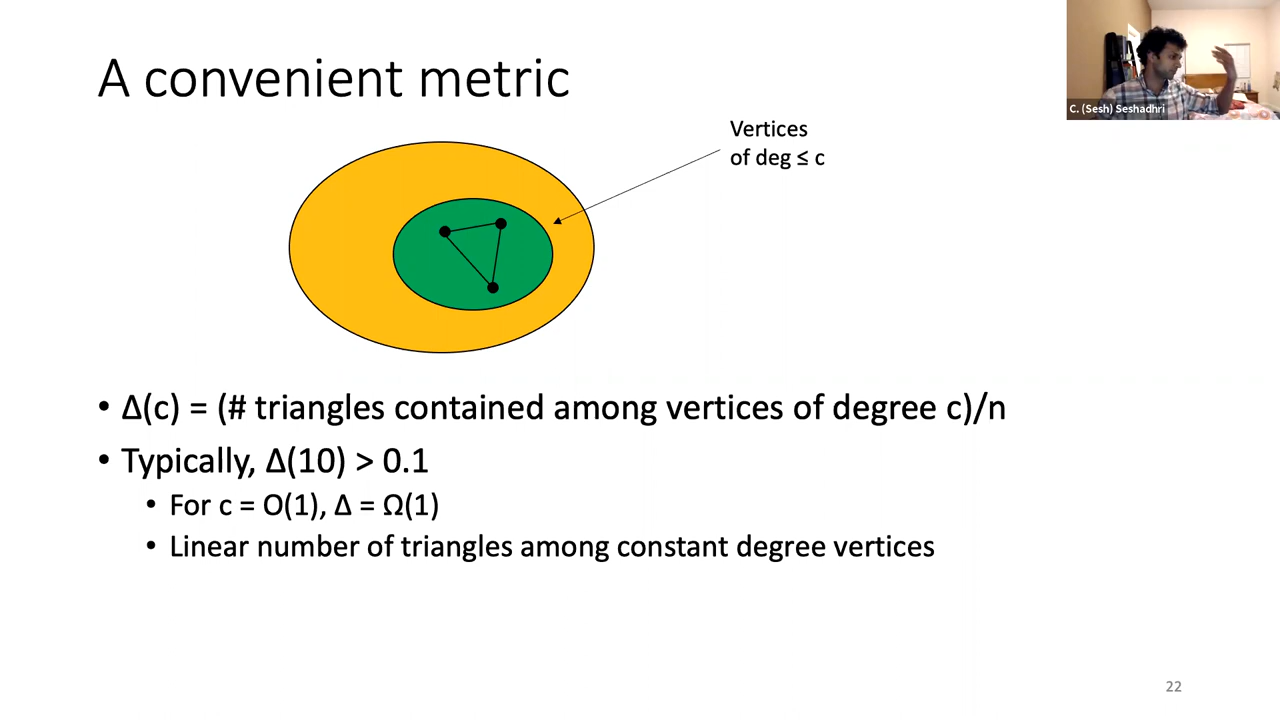 A convenient metric
C. (Sesh) Seshadhri
Vertices
of deg ≤ c
• Δ(c) = (# triangles contained among vertices of degree c)/n
• Typically, Δ(10) > 0.1
• For c = O(1), Δ = Ω(1)
• Linear number of triangles among constant degree vertices
22